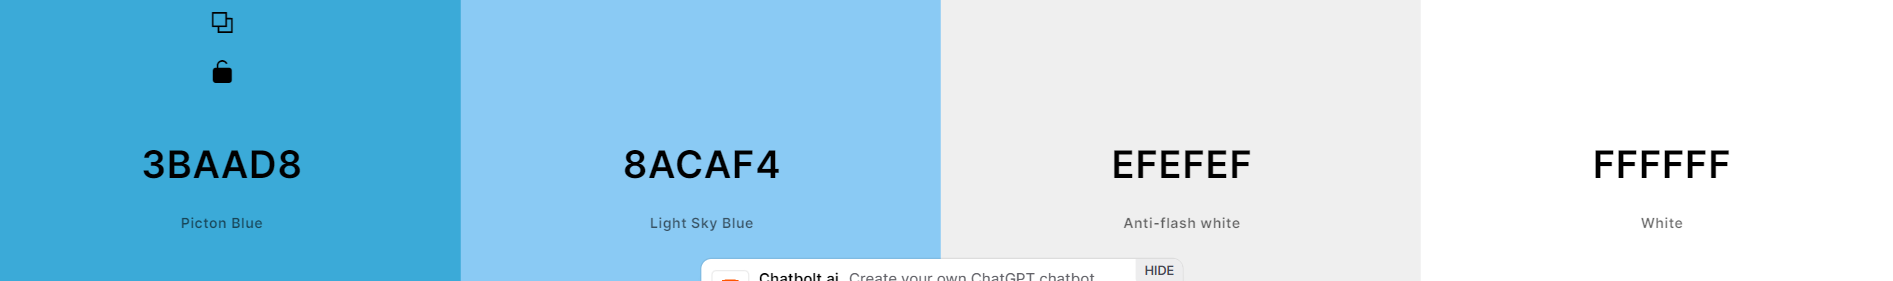 3BAAD8
Picton Blue
8ACAF4
Light Sky Blue
EFEFEF
Anti-flash white
FFFFFF
White
Chatbolt.ai Create your own ChatGPT chatbot
HIDE